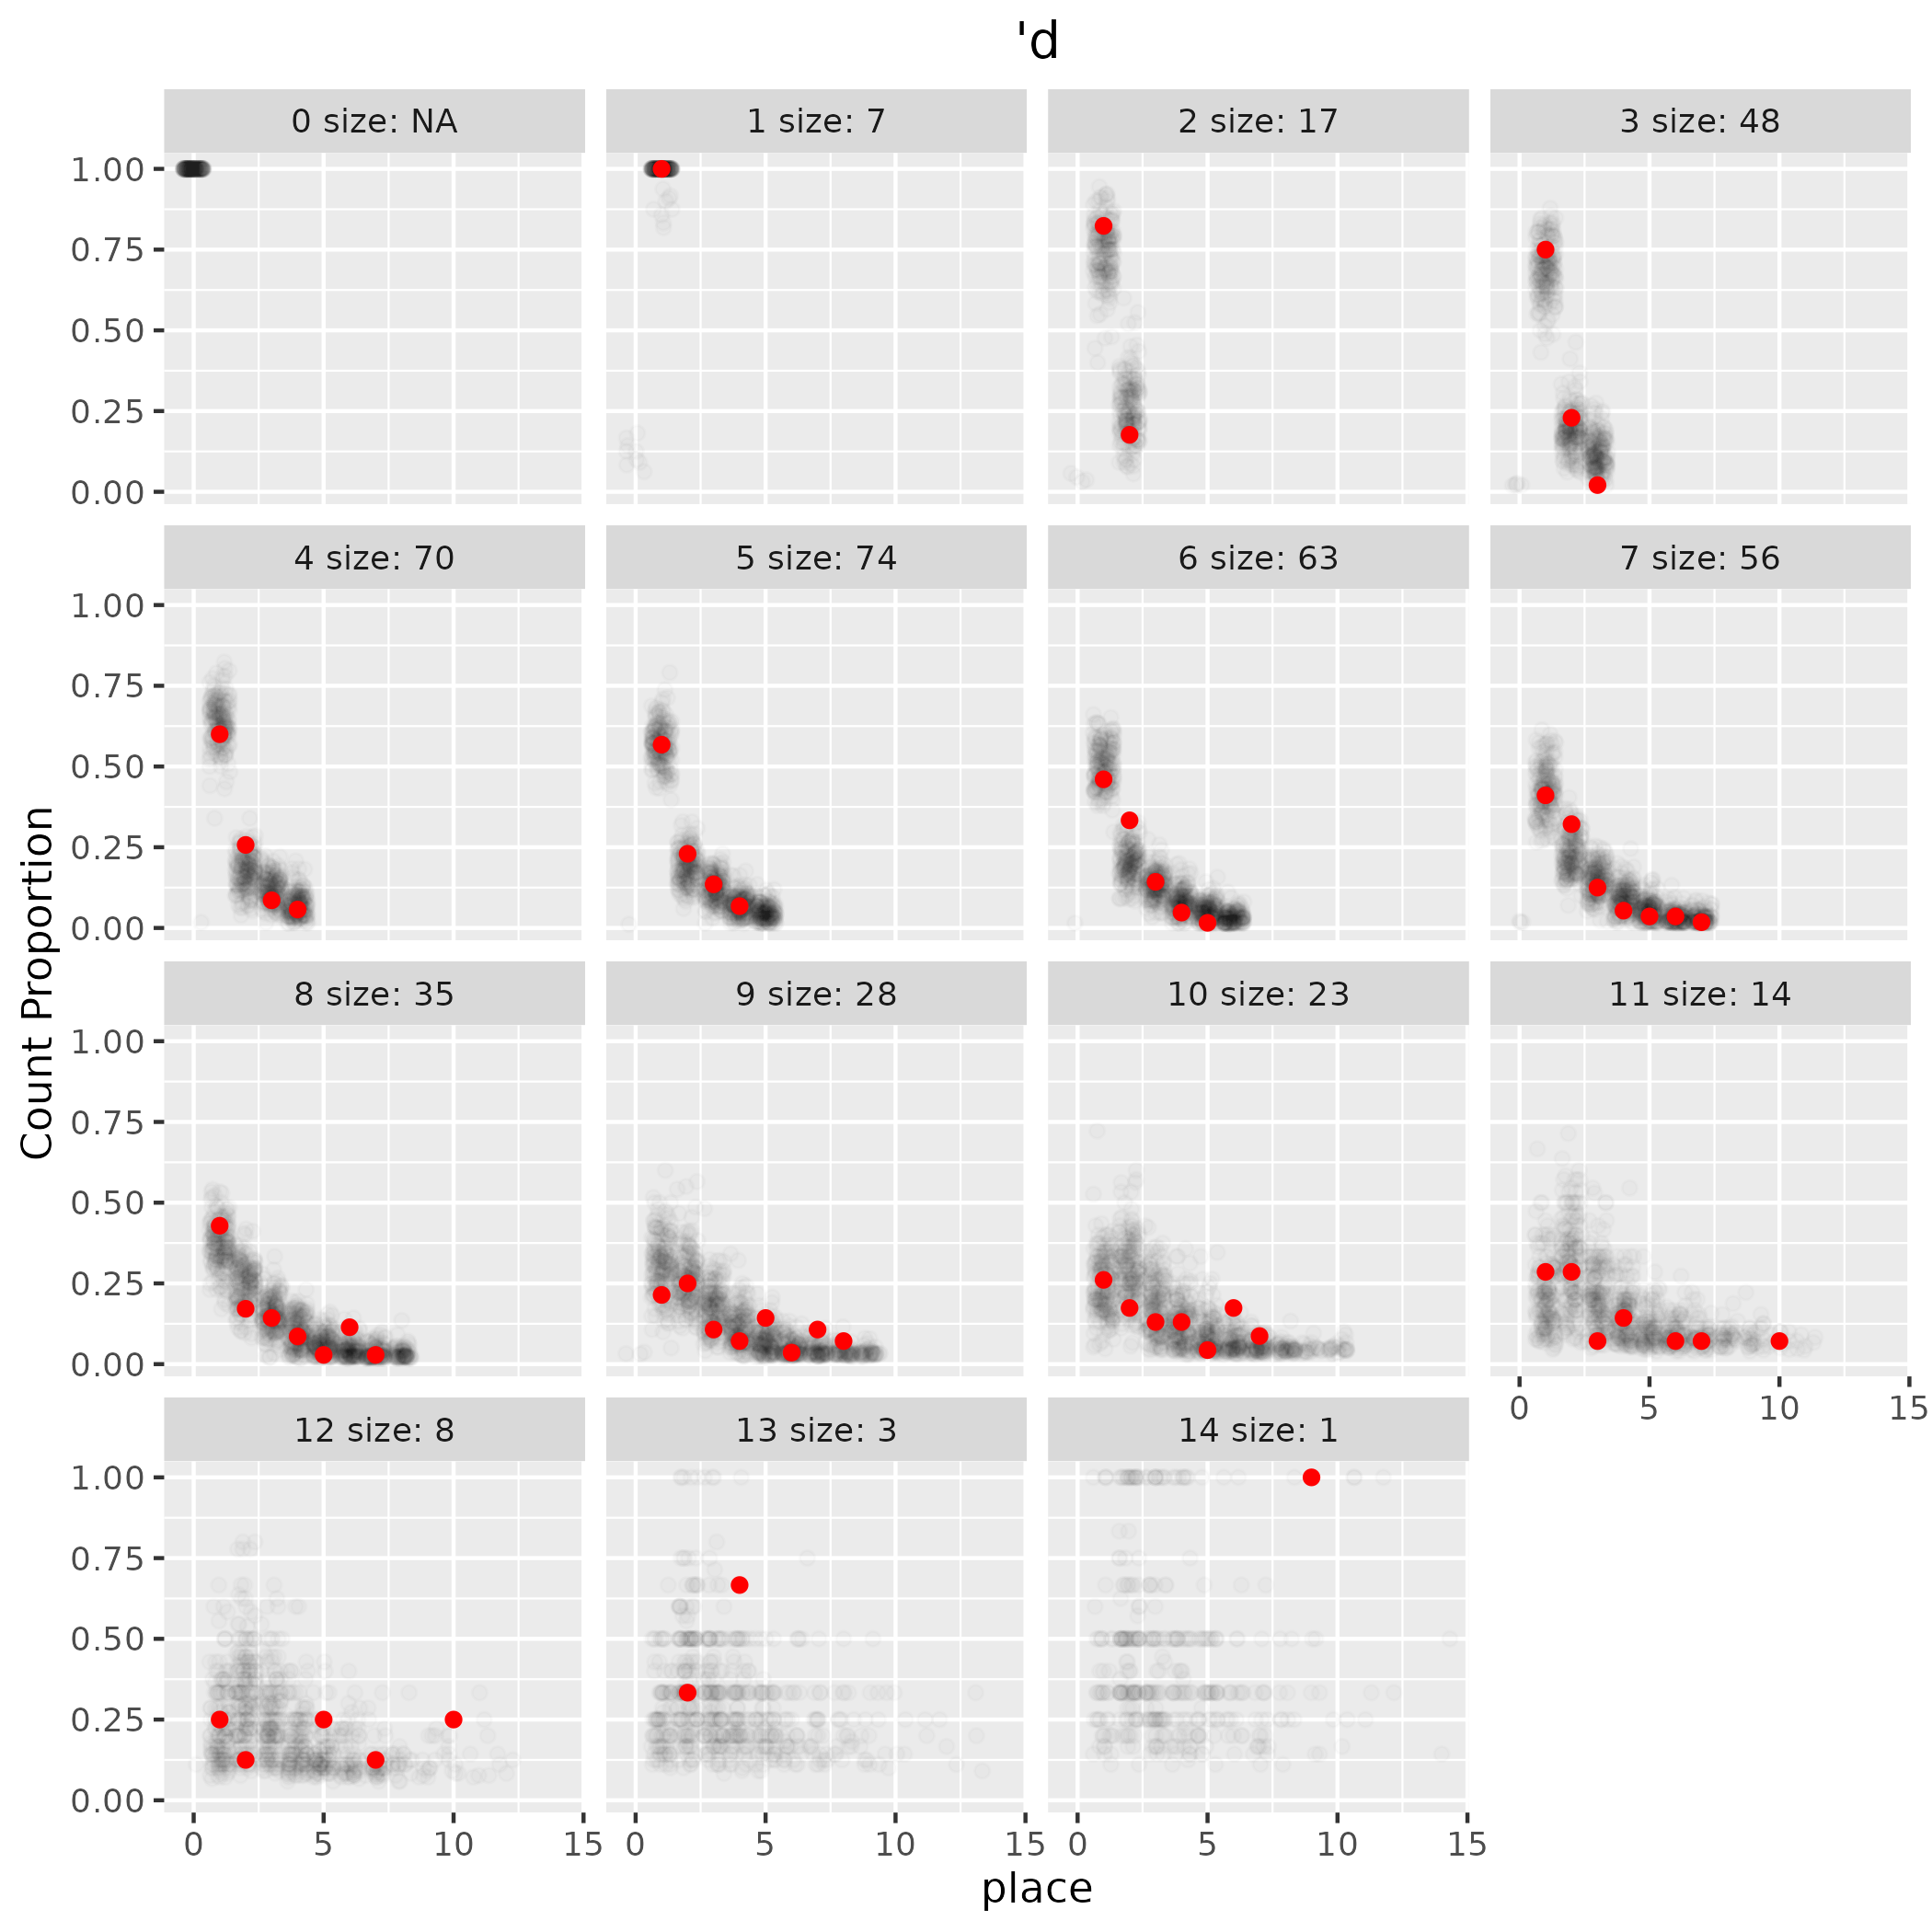 'd
0 size: NA
1 size: 7
2 size: 17
3 size: 48
1.00
0.75
0.50
0.25
0.00
4 size: 70
5 size: 74
6 size: 63
7 size: 56
1.00
0.75
0.50
0.25
0.00
Count Proportion
8 size: 35
9 size: 28
10 size: 23
11 size: 14
1.00
0.75
0.50
0.25
0.00
0 5 10 15
12 size: 8
13 size: 3
14 size: 1
1.00
0.75
0.50
0.25
0.00
0 5 10 15
0 5 10 15
0 5 10 15
place